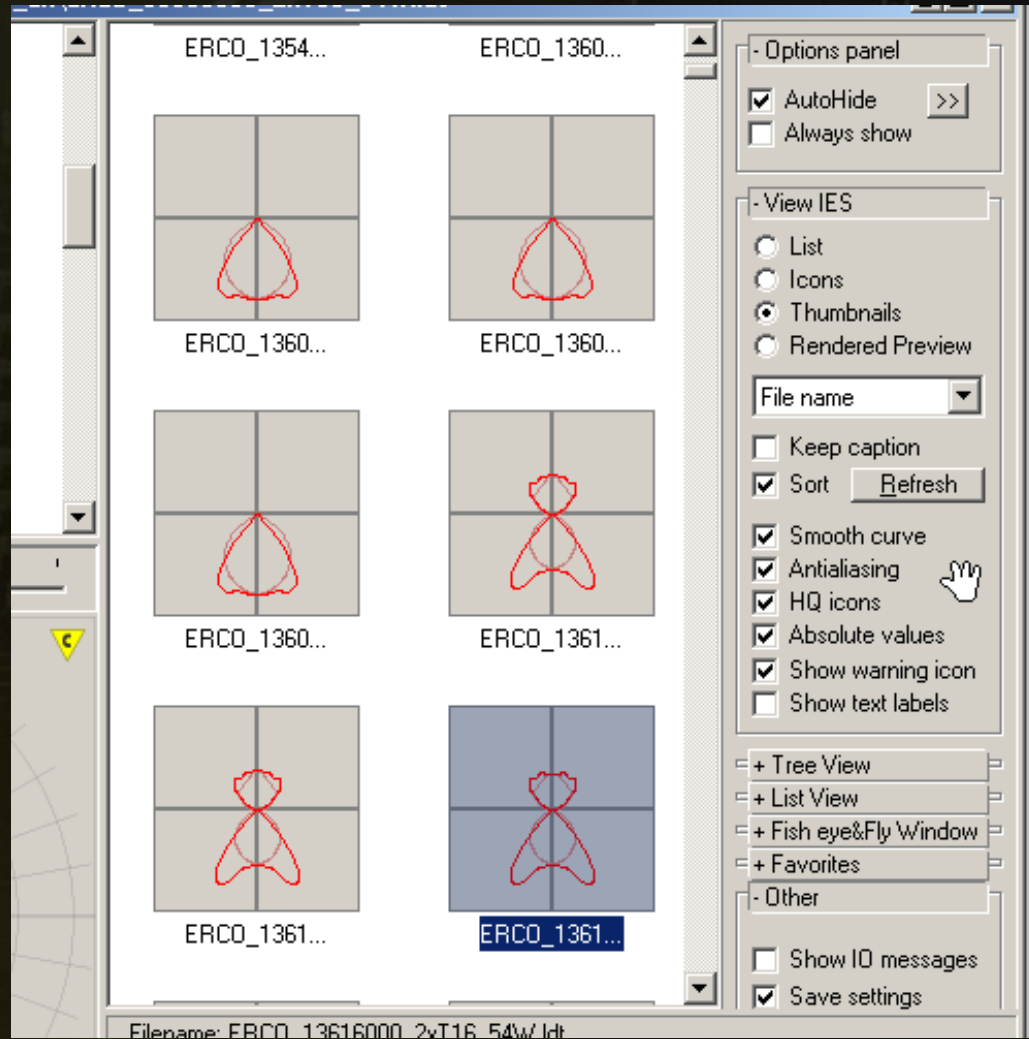 ERCO_1354...
ERCO_1360...
ERCO_1360...
ERCO_1360...
ERCO_1360...
ERCO_1361...
ERCO_1361...
ERCO_1361...
Filename: ERCO_13616000_2xT16_54W.ldt
- Options panel
AutoHide >>
Always show
- View IES
List
Icons
Thumbnails
Rendered Preview
File name
Keep caption
Sort Refresh
Smooth curve
Antialiasing
HQ icons
Absolute values
Show warning icon
Show text labels
+ Tree View
+ List View
+ Fish eye&Fly Window
+ Favorites
- Other
Show IO messages
Save settings
C